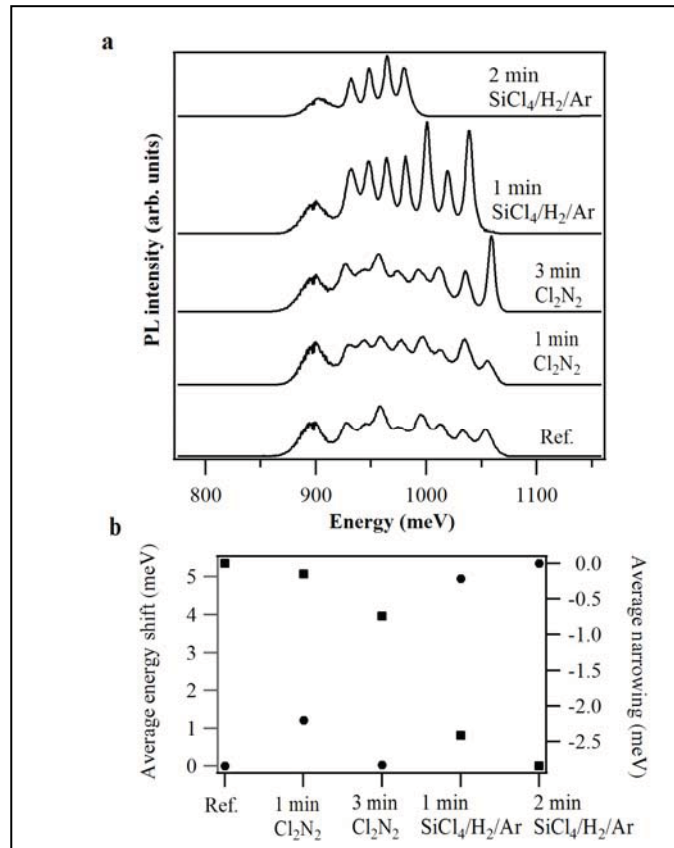 a
2 min
SiCl4/H2/Ar
1 min
SiCl4/H2/Ar
3 min
Cl2N2
1 min
Cl2N2
Ref.
PL intensity (arb. units)
800 900 1000 1100
Energy (meV)
b
Average energy shift (meV)
5
4
3
2
1
0
0.0
-0.5
-1.0
-1.5
-2.0
-2.5
Average narrowing
(meV)
Ref. 1 min 3 min 1 min 2 min
Cl2N2 Cl2N2 SiCl4/H2/Ar SiCl4/H2/Ar